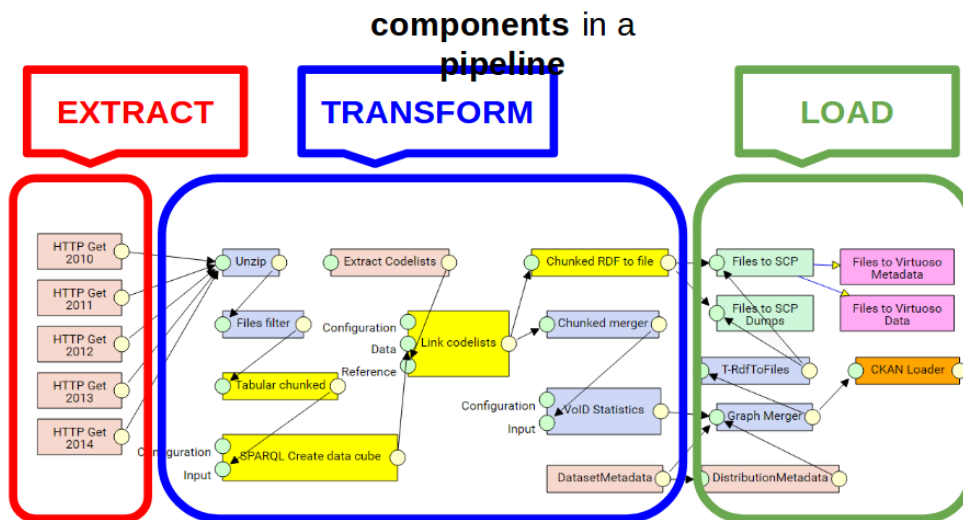 components in a
pipeline
EXTRACT
TRANSFORM
LOAD
HTTP Get
2010
HTTP Get
2011
HTTP Get
2012
HTTP Get
2013
HTTP Get
2014
Unzip
Files filter
Tabular chunked
Configuration
Input
SPARQL Create data cube
Extract Codelists
Configuration
Data
Reference
Link codelists
Chunked RDF to file
Chunked merger
Configuration
Input
VoID Statistics
DatasetMetadata
Files to SCP
Files to SCP
Dumps
T-RdfToFiles
Graph Merger
DistributionMetadata
Files to Virtuoso
Metadata
Files to Virtuoso
Data
CKAN Loader